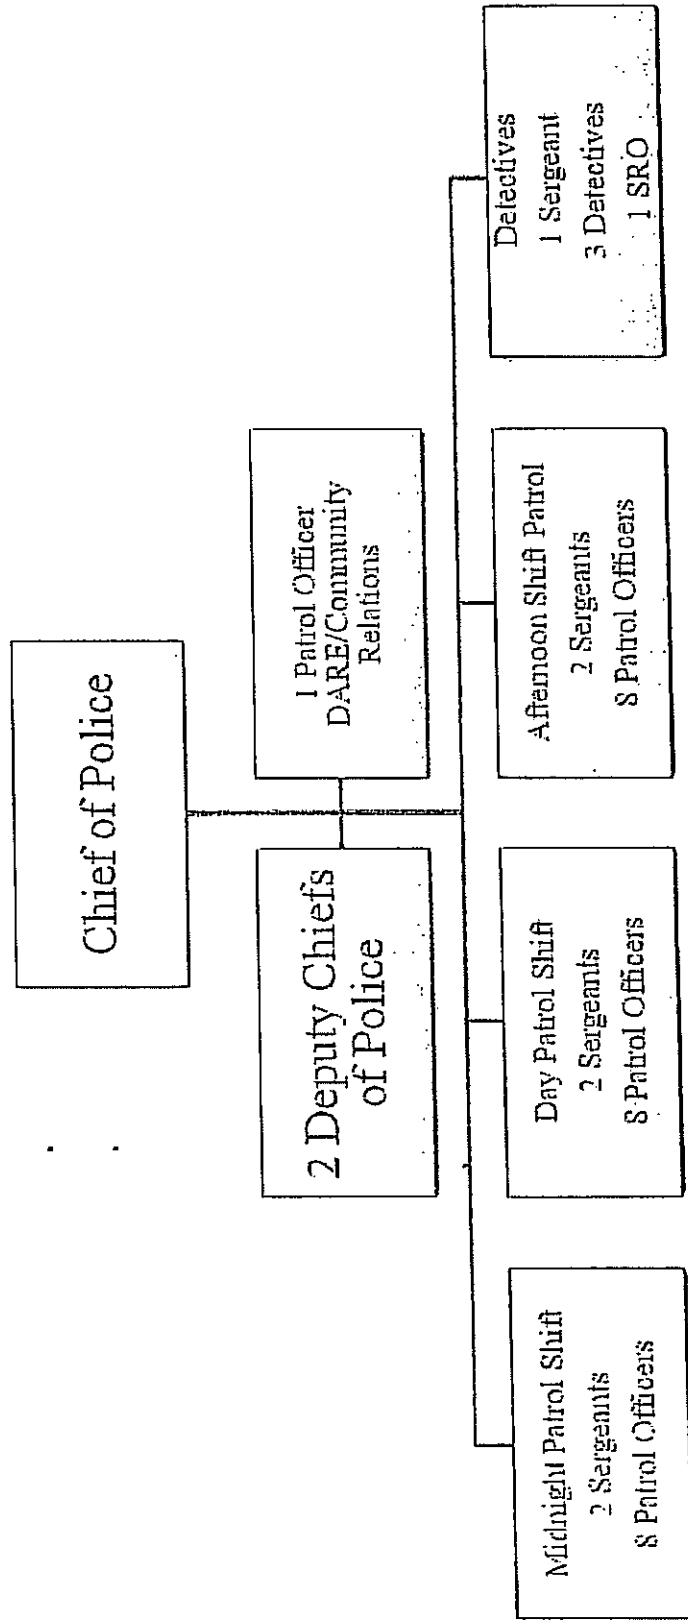 Chief of Police
2 Deputy Chiefs
of Police
1 Patrol Officer
DARE/Community
Relations
Midnight Patrol Shift
2 Sergeants
8 Patrol Officers
Day Patrol Shift
2 Sergeants
8 Patrol Officers
Afternoon Shift Patrol
2 Sergeants
8 Patrol Officers
Detectives
1 Sergeant
3 Detectives
1 SRO